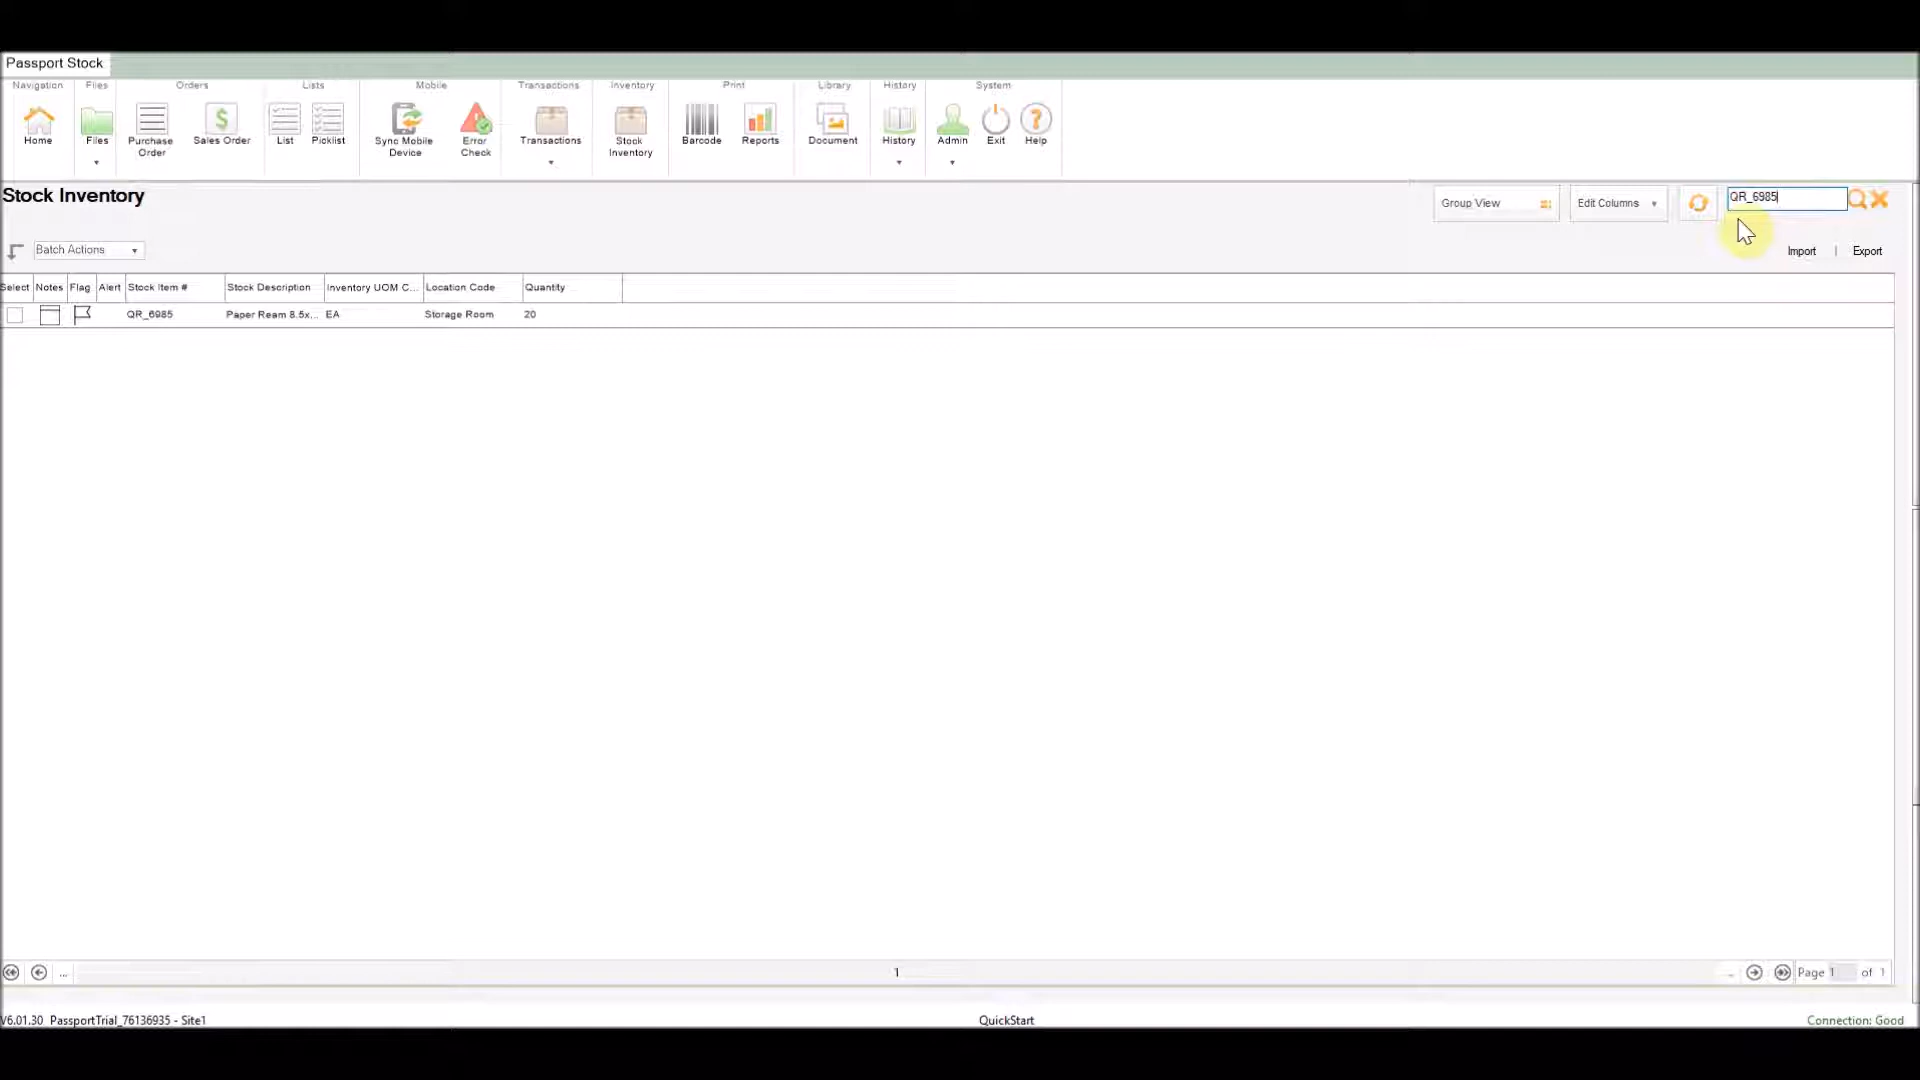 Passport Stock
Navigation Files Orders Lists Mobile Transactions Inventory Print Library History System
Home Files Purchase Order Sales Order List Picklist Sync Mobile Device Error Check Transactions Stock Inventory Barcode Reports Document History Admin Exit Help
Stock Inventory Group View Edit Columns QR_6985
Batch Actions Import | Export
Select Notes Flag Alert Stock Item # Stock Description Inventory UOM C... Location Code Quantity
QR_6985 Paper Ream 8.5x... EA Storage Room 20
... 1 ... Page 1 of 1
V6.01.30 PassportTrial_76136935 - Site1 QuickStart Connection: Good